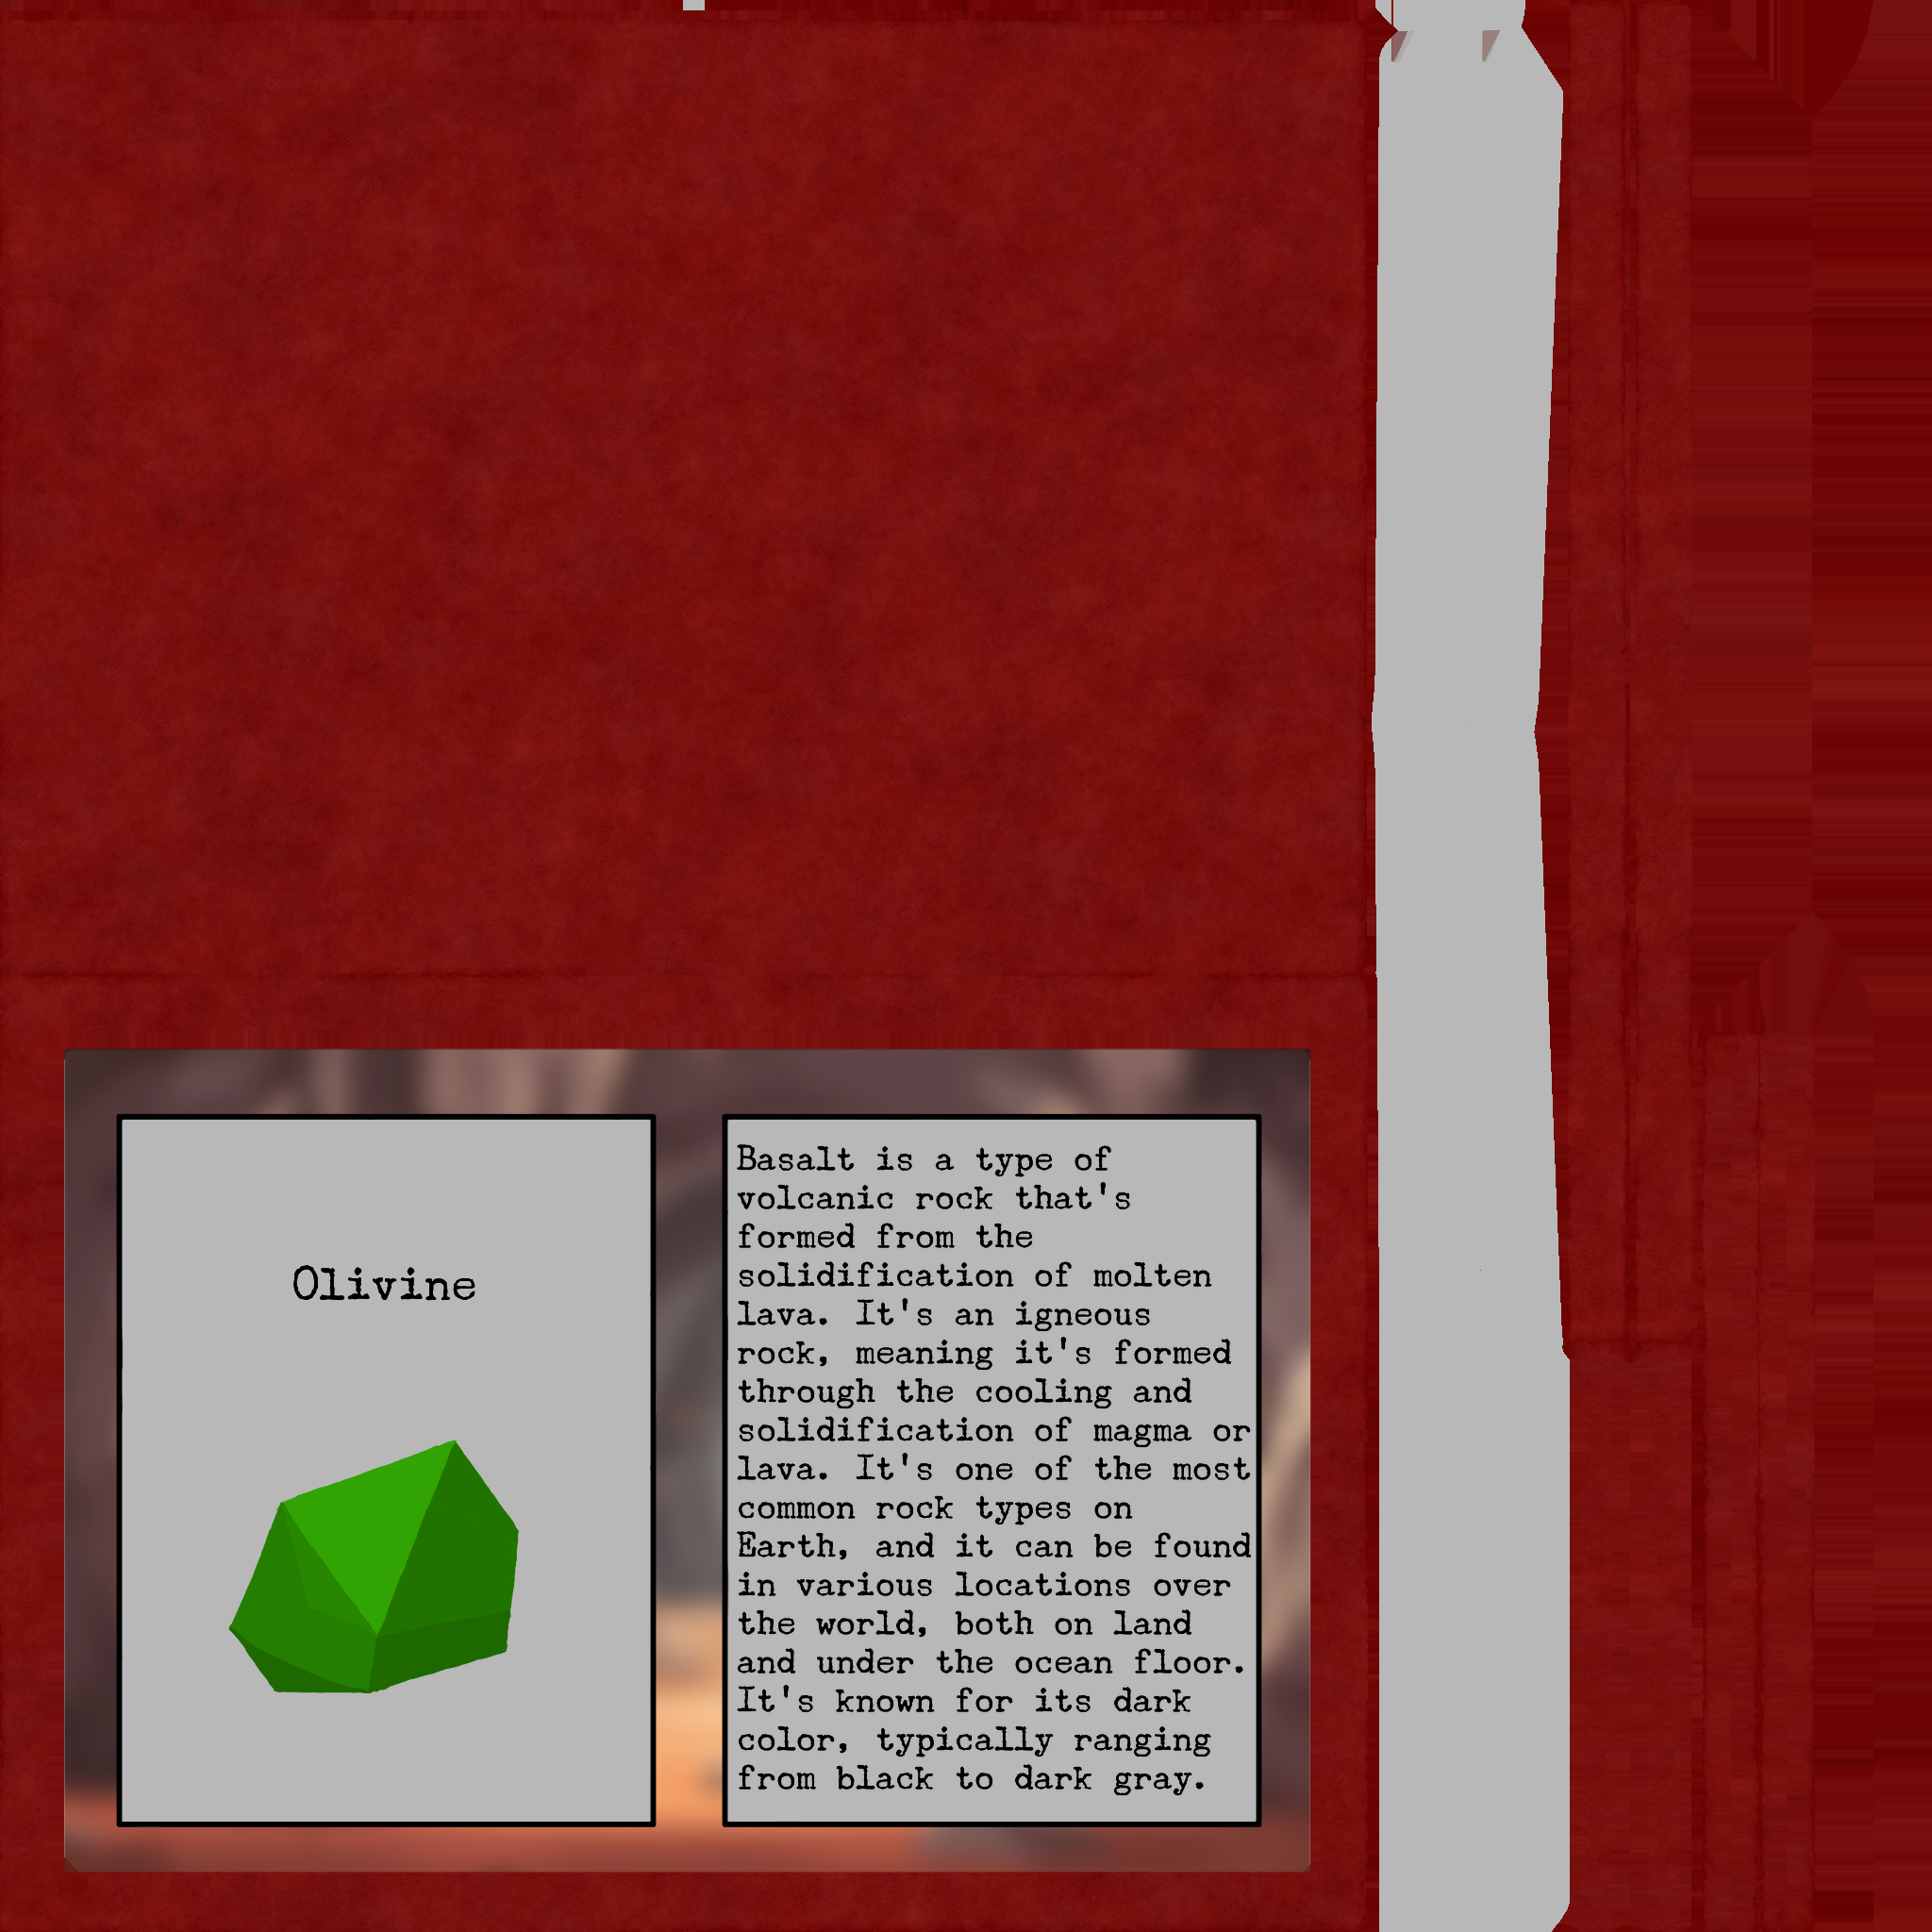 Olivine
Basalt is a type of
volcanic rock that's
formed from the
solidification of molten
lava. It's an igneous
rock, meaning it's formed
through the cooling and
solidification of magma or
lava. It's one of the most
common rock types on
Earth, and it can be found
in various locations over
the world, both on land
and under the ocean floor.
It's known for its dark
color, typically ranging
from black to dark gray.